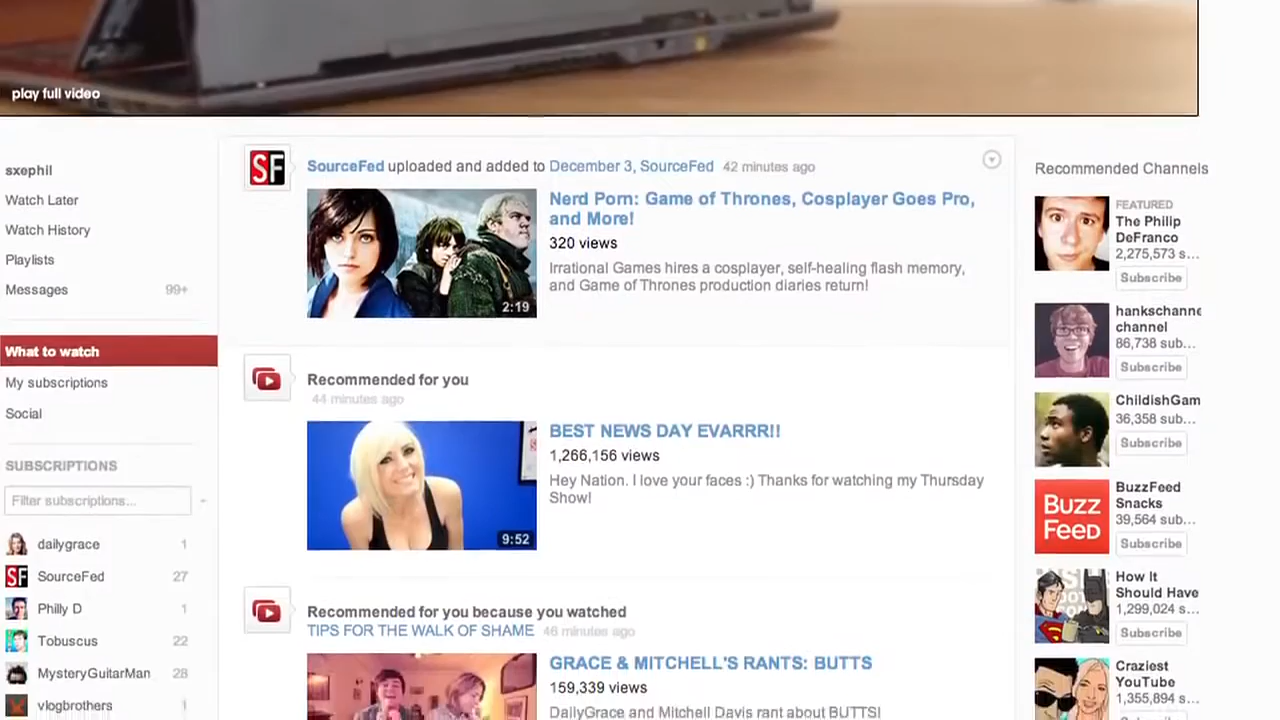 play full video
sxephil
Watch Later
Watch History
Playlists
Messages 99+
What to watch
My subscriptions
Social
SUBSCRIPTIONS
Filter subscriptions...
dailygrace 1
SF SourceFed 27
Philly D 1
Tobuscus 22
MysteryGuitarMan 28
vlogbrothers 1
SF
SourceFed uploaded and added to December 3, SourceFed 42 minutes ago
Nerd Porn: Game of Thrones, Cosplayer Goes Pro,
and More!
320 views
Irrational Games hires a cosplayer, self-healing flash memory,
and Game of Thrones production diaries return!
2:19
Recommended for you
44 minutes ago
BEST NEWS DAY EVARRR!!
1,266,156 views
Hey Nation. I love your faces :) Thanks for watching my Thursday
Show!
9:52
Recommended for you because you watched
TIPS FOR THE WALK OF SHAME 46 minutes ago
GRACE & MITCHELL'S RANTS: BUTTS
159,339 views
DailyGrace and Mitchell Davis rant about BUTTS!
Recommended Channels
FEATURED
The Philip
DeFranco
2,275,573 s...
Subscribe
hankschanne
channel
86,738 sub...
Subscribe
ChildishGam
36,358 sub...
Subscribe
Buzz
Feed
BuzzFeed
Snacks
39,564 sub...
Subscribe
How It
Should Have
1,299,024 s...
Subscribe
Craziest
YouTube
1,355,894 s...
Subscribe